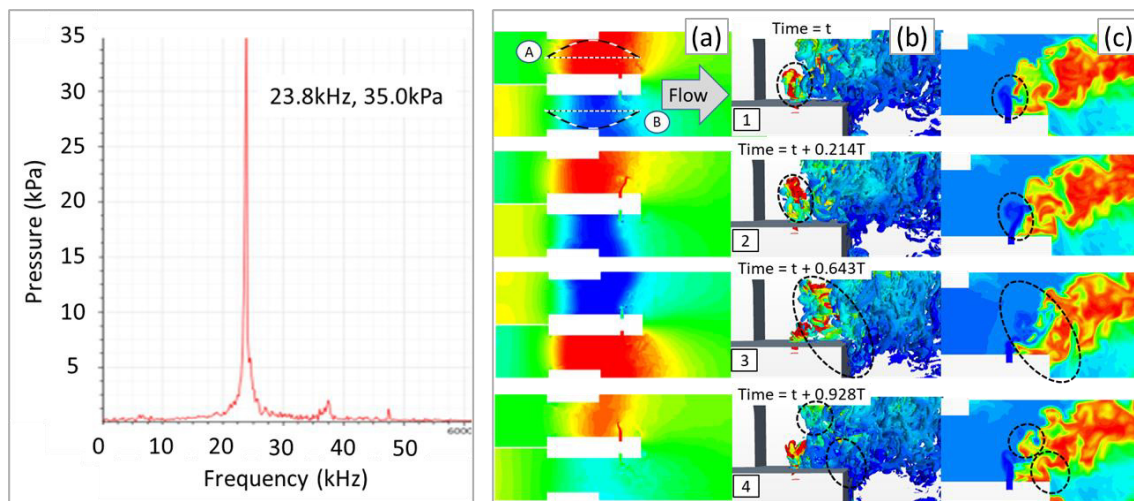 35
30
25
20
15
10
5
Pressure (kPa)
23.8kHz, 35.0kPa
0
10
20
30
40
50
6000
Frequency (kHz)
(a)
(b)
(c)
A
B
Flow
Time = t
1
Time = t + 0.214T
2
Time = t + 0.643T
3
Time = t + 0.928T
4